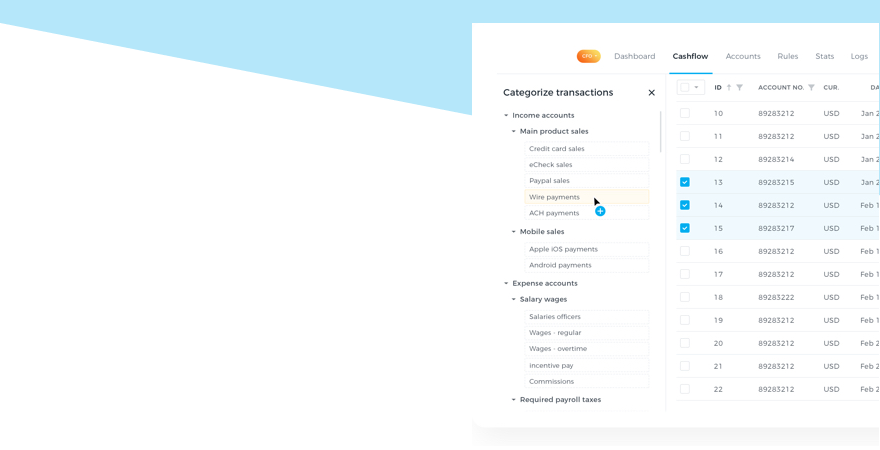 CFO Dashboard Cashflow Accounts Rules Stats Logs
Categorize transactions
Income accounts
Main product sales
Credit card sales
eCheck sales
Paypal sales
Wire payments
ACH payments
Mobile sales
Apple iOS payments
Android payments
Expense accounts
Salary wages
Salaries officers
Wages - regular
Wages - overtime
incentive pay
Commissions
Required payroll taxes
ID ACCOUNT NO. CUR. DA
10 89283212 USD Jan 2
11 89283212 USD Jan 2
12 89283214 USD Jan 2
13 89283215 USD Jan 2
14 89283212 USD Feb 1
15 89283217 USD Feb 1
16 89283212 USD Feb 1
17 89283212 USD Feb 1
18 89283222 USD Feb 1
19 89283212 USD Feb 1
20 89283212 USD Feb 2
21 89283212 USD Feb 2
22 89283212 USD Feb 2